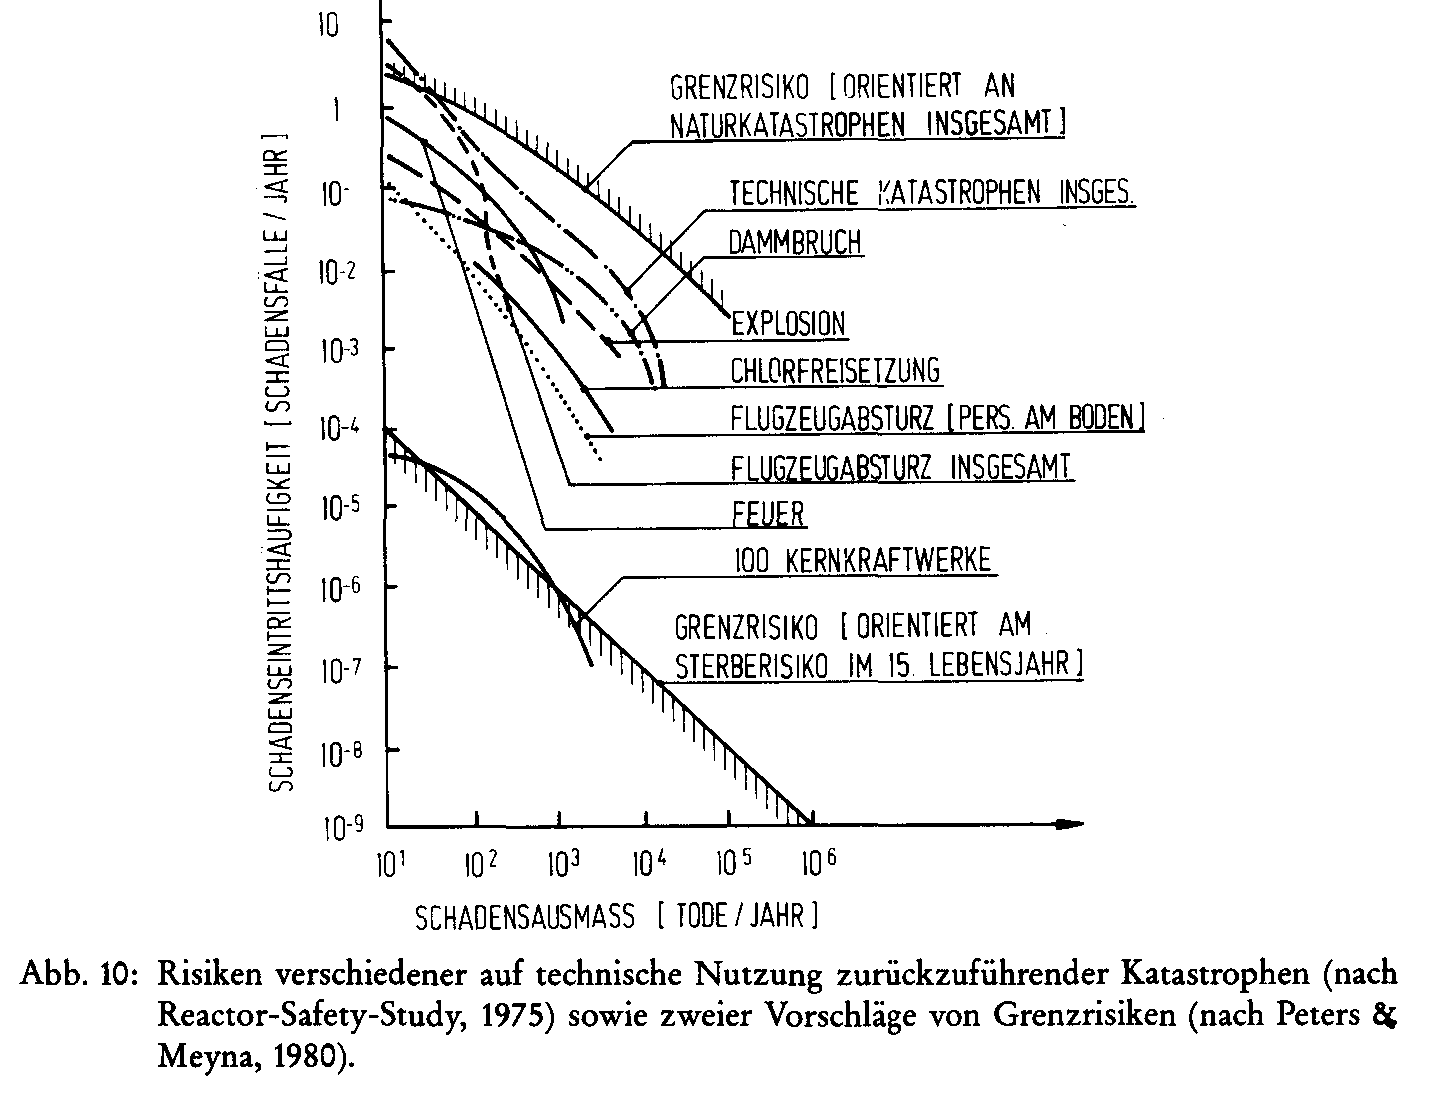 10
1
10-
10-2
10-3
10-4
10-5
10-6
10-7
10-8
10-9
SCHADENSEINTRITTSHÄUFIGKEIT [SCHADENSFÄLLE / JAHR]
GRENZRISIKO [ORIENTIERT AN
NATURKATASTROPHEN INSGESAMT]
TECHNISCHE KATASTROPHEN INSGES.
DAMMBRUCH
EXPLOSION
CHLORFREISETZUNG
FLUGZEUGABSTURZ [PERS. AM BODEN]
FLUGZEUGABSTURZ INSGESAMT
FEUER
100 KERNKRAFTWERKE
GRENZRISIKO [ORIENTIERT AM
STERBERISIKO IM 15. LEBENSJAHR]
10¹ 10² 10³ 10⁴ 10⁵ 10⁶
SCHADENSAUSMASS [TODE / JAHR]
Abb. 10: Risiken verschiedener auf technische Nutzung zurückzuführender Katastrophen (nach
Reactor-Safety-Study, 1975) sowie zweier Vorschläge von Grenzrisiken (nach Peters &
Meyna, 1980).